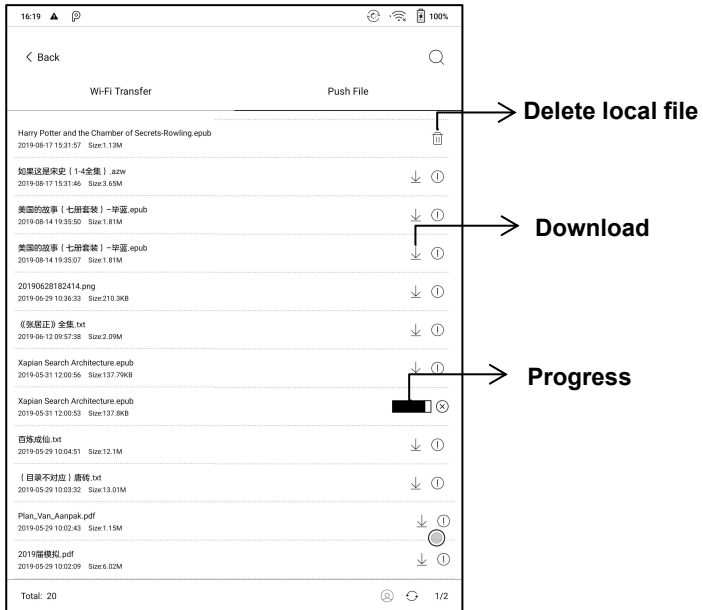 16:19 100%
Back
Wi-Fi Transfer Push File
Delete local file
Harry Potter and the Chamber of Secrets-Rowling.epub
2019-08-17 15:31:57 Size:1.13M
如果这是宋史（1-4全集）.azw
2019-08-17 15:31:46 Size:3.65M
美国的故事（七册套装）-毕蓝.epub
2019-08-14 19:35:50 Size:1.81M
Download
美国的故事（七册套装）-毕蓝.epub
2019-08-14 19:35:07 Size:1.81M
20190628182414.png
2019-06-29 10:36:33 Size:210.3KB
《张居正》全集.txt
2019-06-12 09:57:38 Size:2.09M
Xapian Search Architecture.epub
2019-05-31 12:00:56 Size:137.79KB
Progress
Xapian Search Architecture.epub
2019-05-31 12:00:53 Size:137.8KB
百炼成仙.txt
2019-05-29 10:04:51 Size:12.1M
（目录不对应）唐砖.txt
2019-05-29 10:03:32 Size:13.01M
Plan_Van_Aanpak.pdf
2019-05-29 10:02:43 Size:1.15M
2019届模拟.pdf
2019-05-29 10:02:09 Size:6.02M
Total: 20 1/2